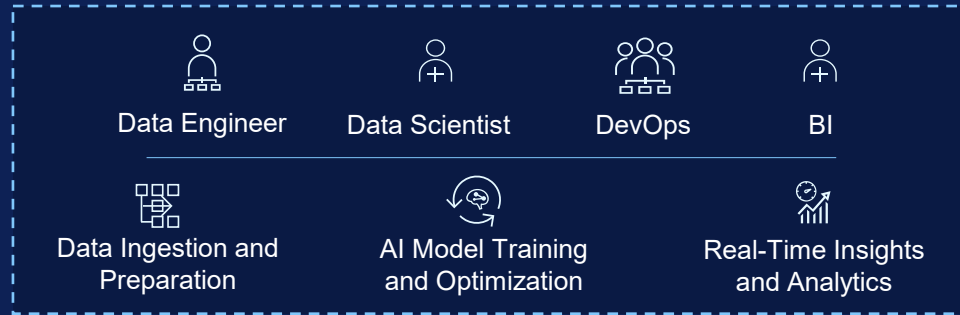 Data Engineer
Data Scientist
DevOps
BI
Data Ingestion and
Preparation
AI Model Training
and Optimization
Real-Time Insights
and Analytics